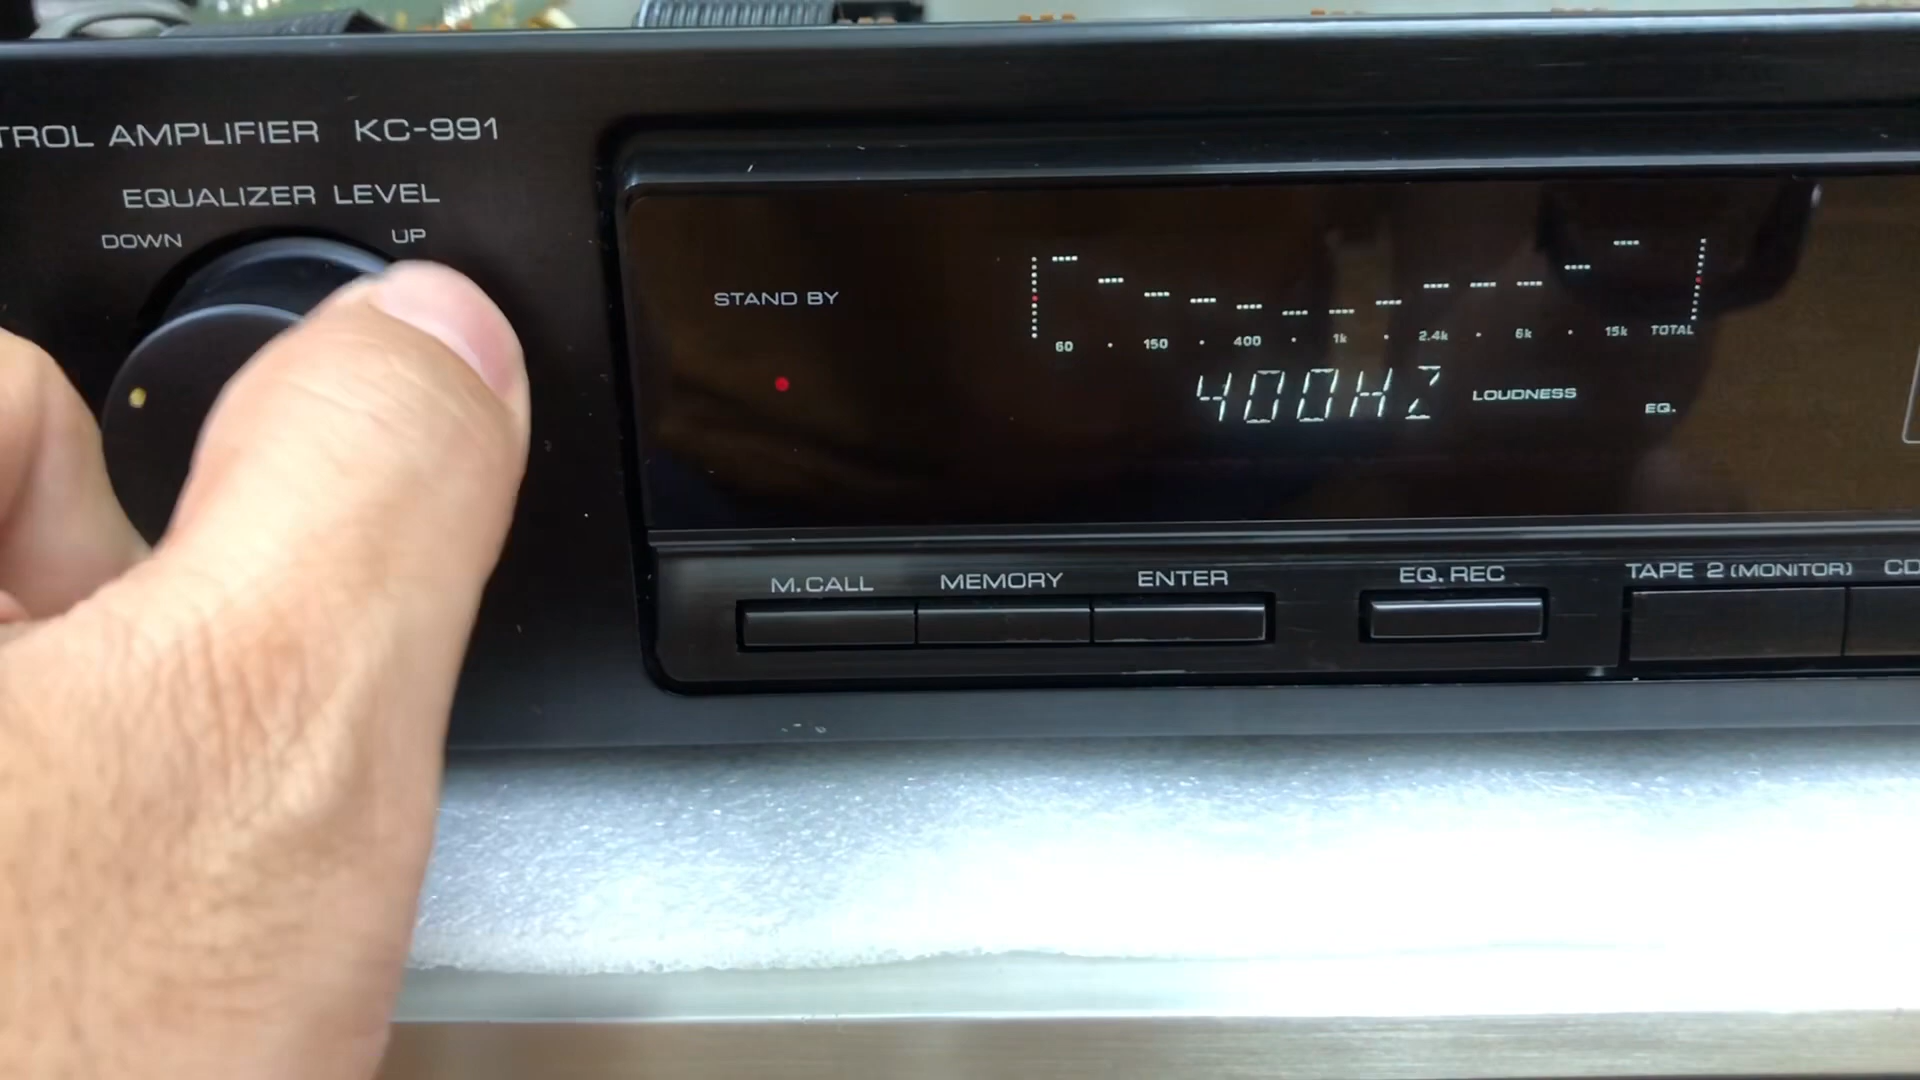 TROL AMPLIFIER KC-991
EQUALIZER LEVEL
DOWN UP
STAND BY
60 · 150 · 400 · 1k · 2.4k · 6k · 15k TOTAL
400HZ LOUDNESS EQ.
M.CALL MEMORY ENTER EQ. REC TAPE 2 (MONITOR) CD